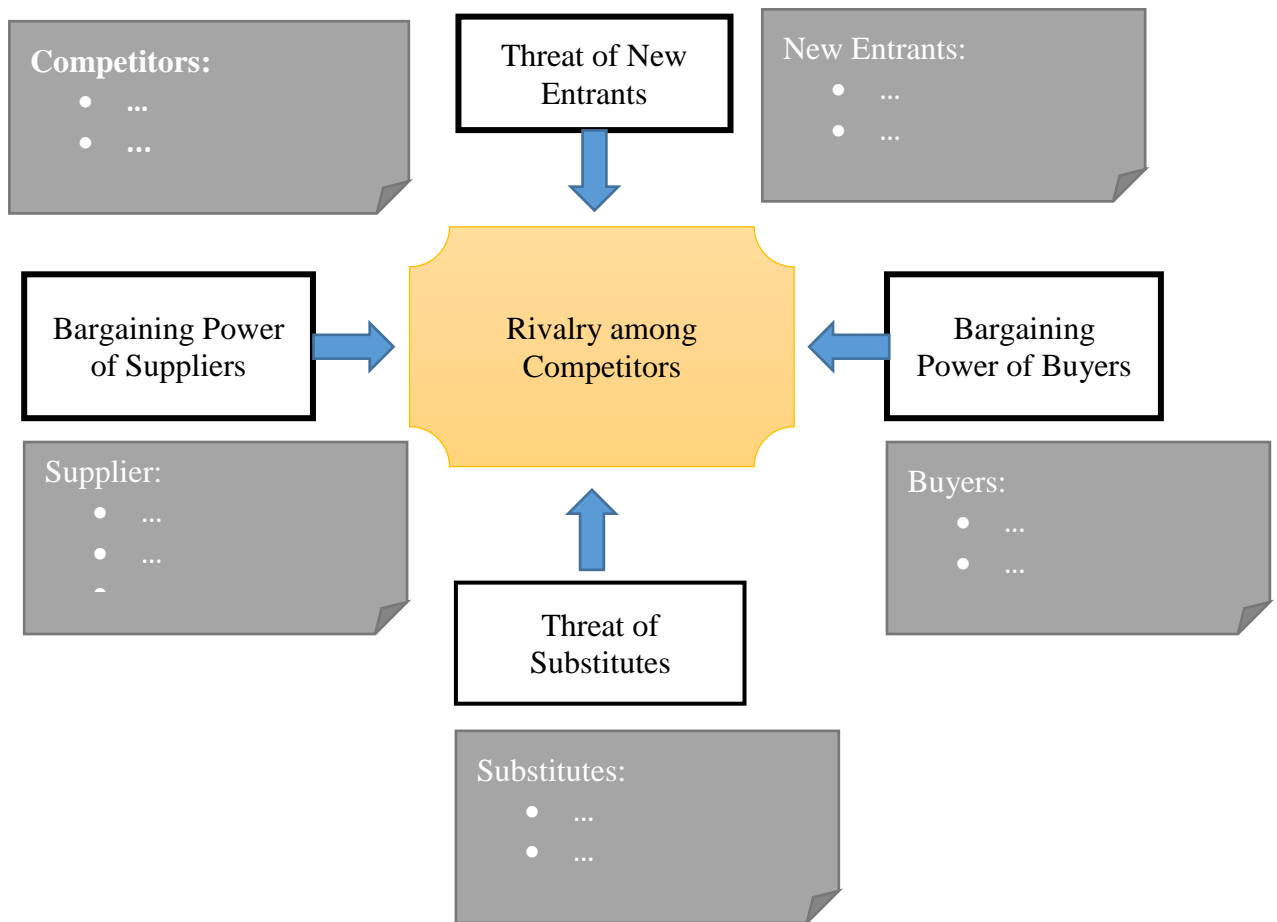 Competitors:
• ...
• ...
Threat of New
Entrants
New Entrants:
• ...
• ...
Bargaining Power
of Suppliers
Rivalry among
Competitors
Bargaining
Power of Buyers
Supplier:
• ...
• ...
•
Buyers:
• ...
• ...
Threat of
Substitutes
Substitutes:
• ...
• ...